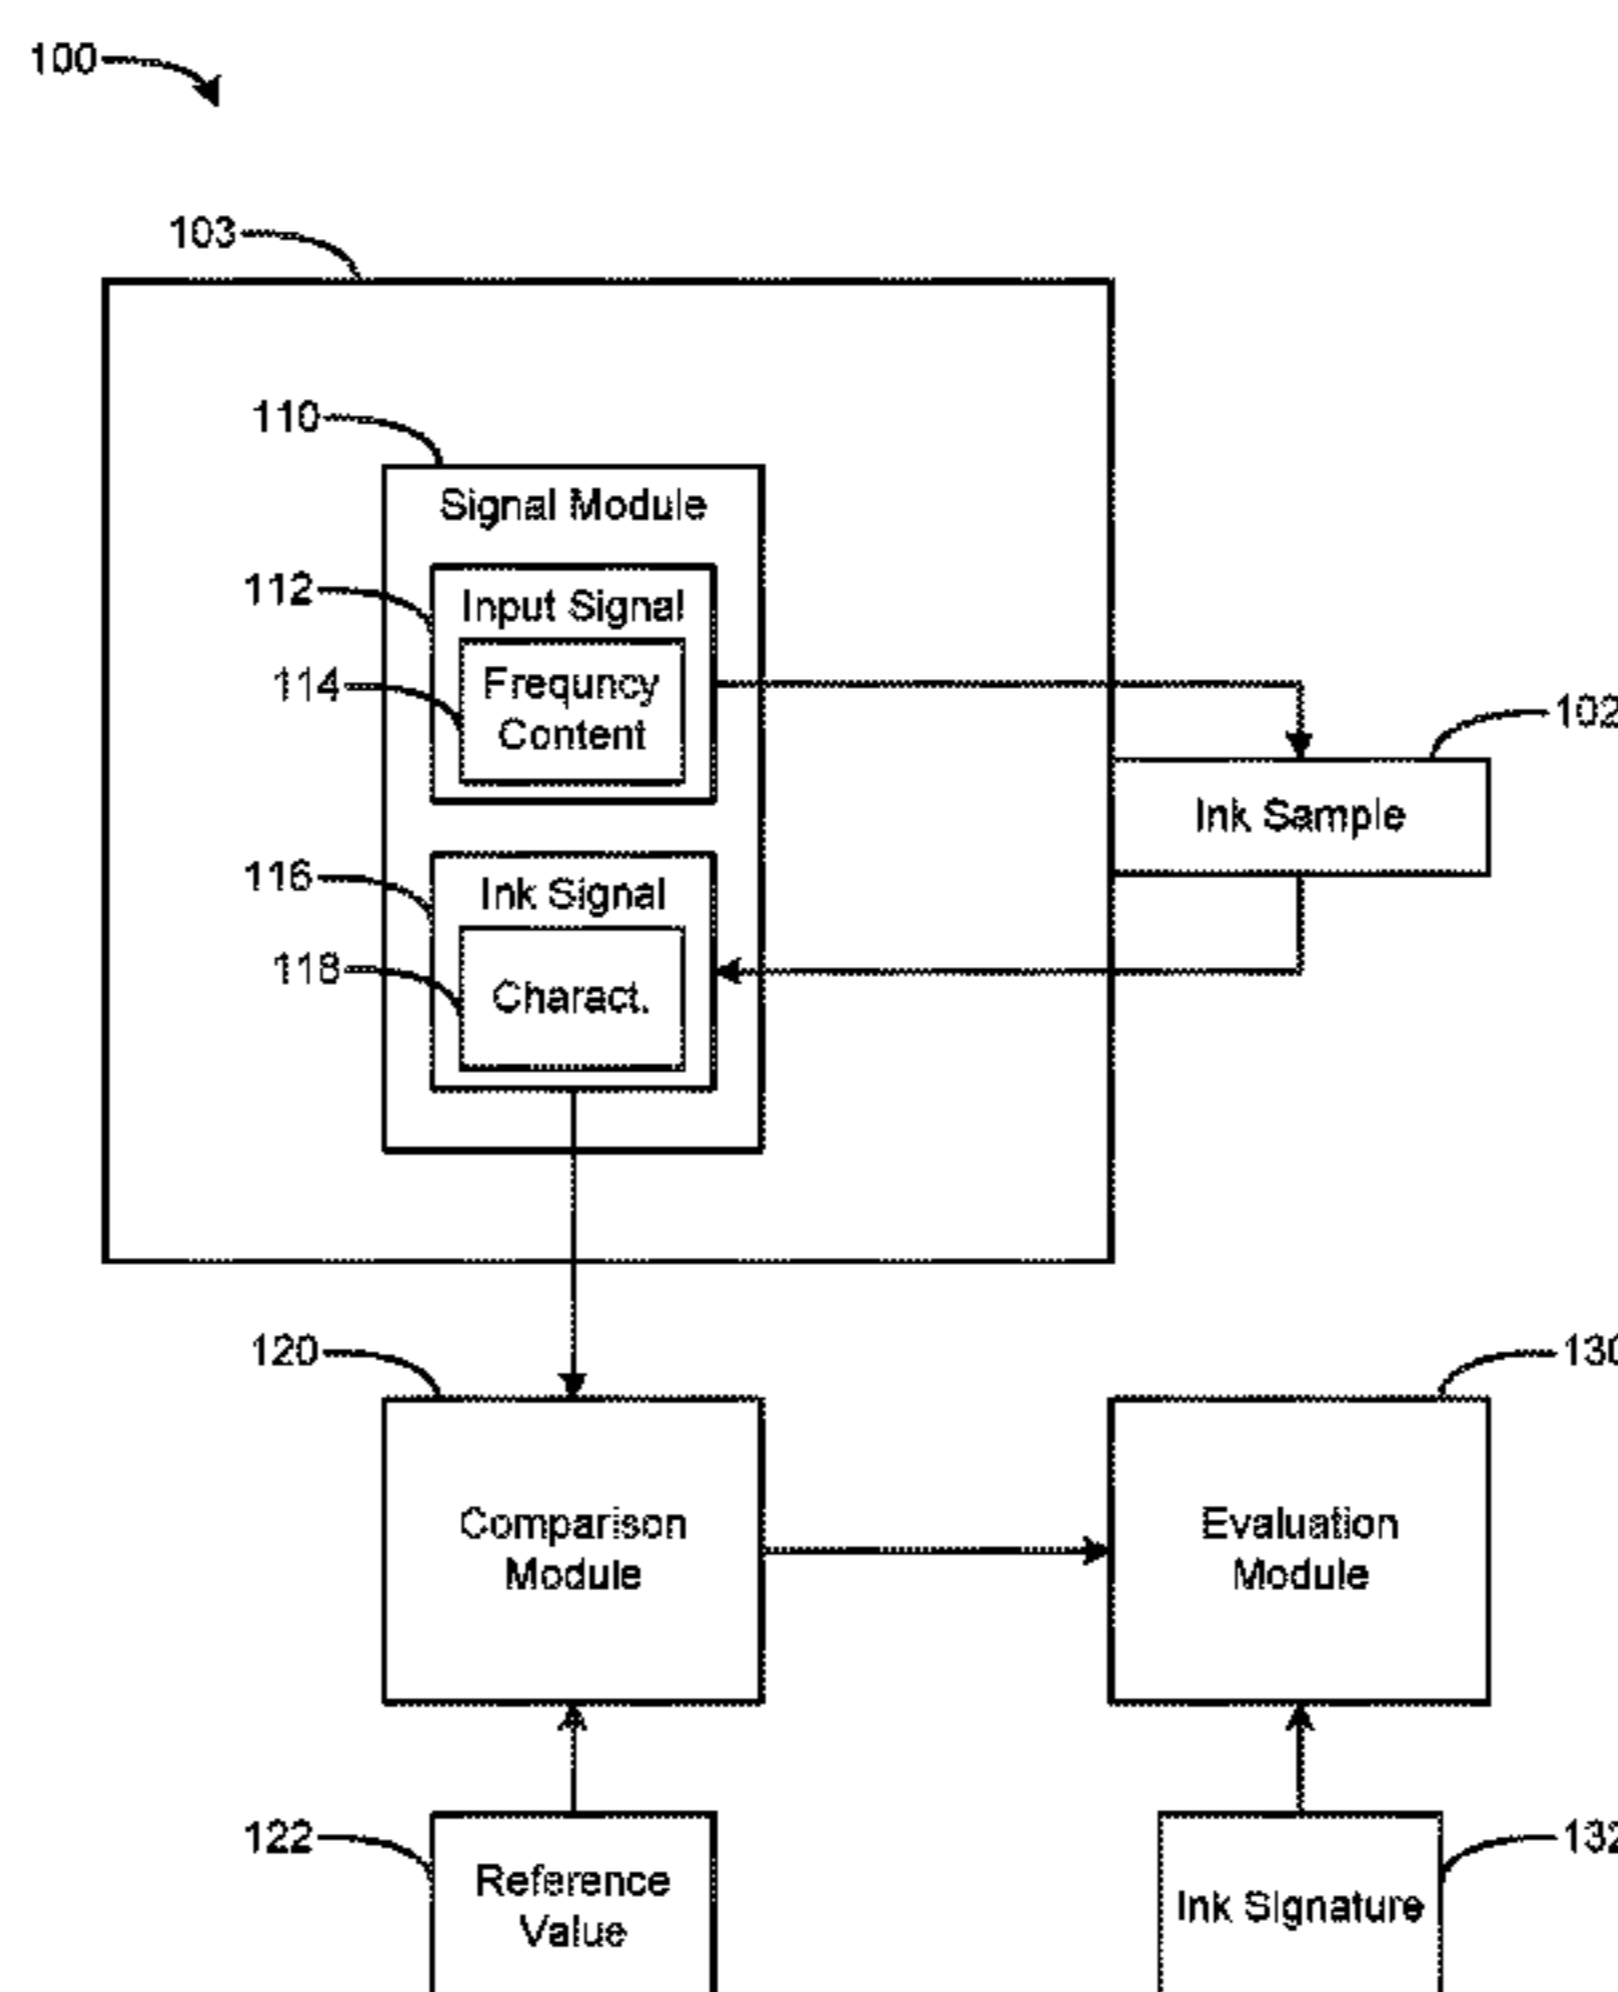 100
103
110
Signal Module
112
Input Signal
114
Frequncy
Content
102
Ink Sample
116
Ink Signal
118
Charact.
120
130
Comparison
Module
Evaluation
Module
122
132
Reference
Value
Ink Signature